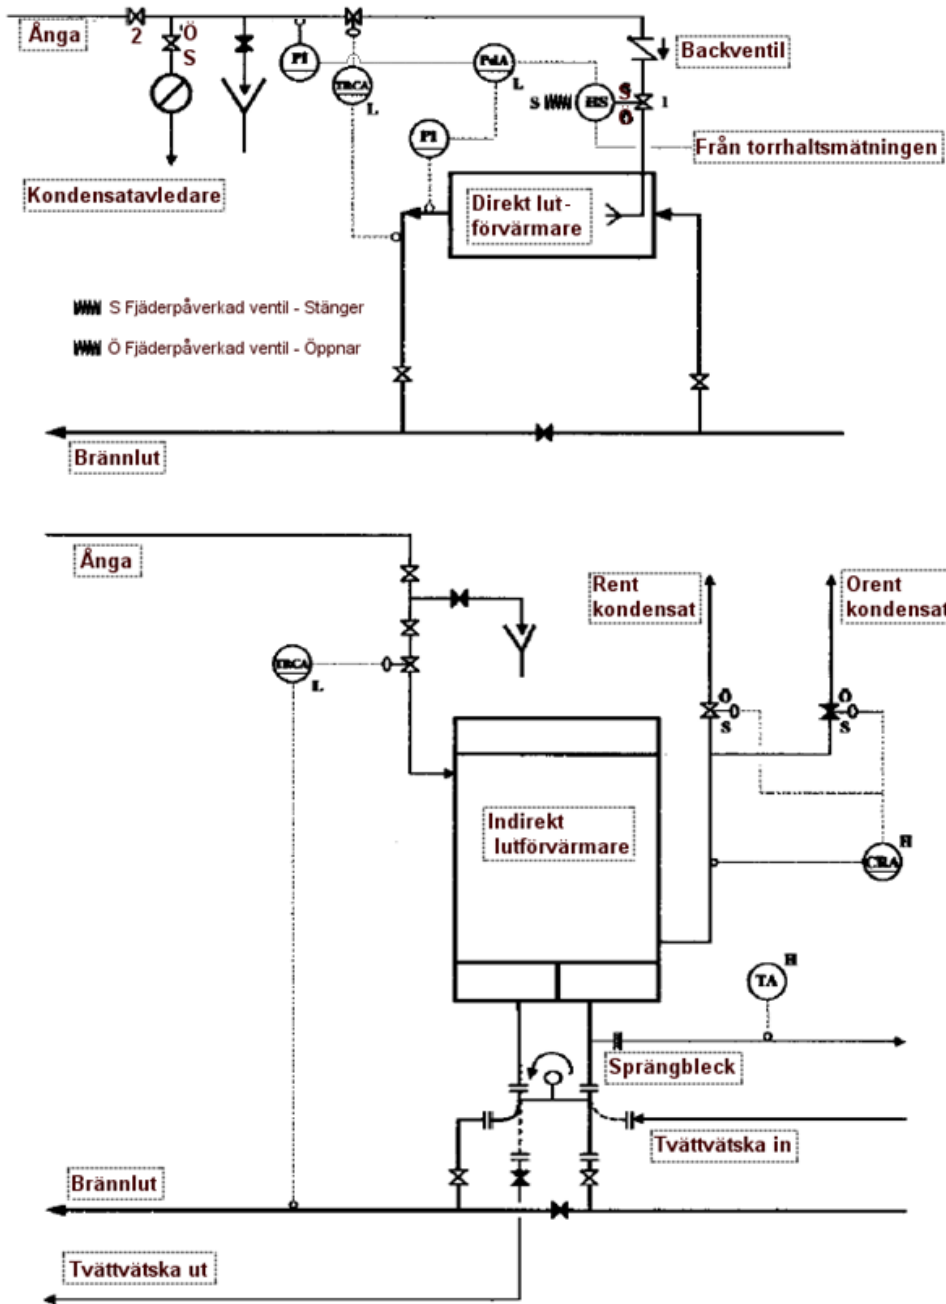 Ånga
2
Ö
S
PI
TRCA
L
PdA
L
S
HS
S
Ö
1
Backventil
PI
Från torrhaltsmätningen
Kondensatavledare
Direkt lut-
förvärmare
S Fjäderpåverkad ventil - Stänger
Ö Fjäderpåverkad ventil - Öppnar
Brännlut
Ånga
Rent
kondensat
Orent
kondensat
TRCA
L
Ö
S
Ö
S
Indirekt
lutförvärmare
CRA
H
TA
H
Sprängbleck
Tvättvätska in
Brännlut
Tvättvätska ut